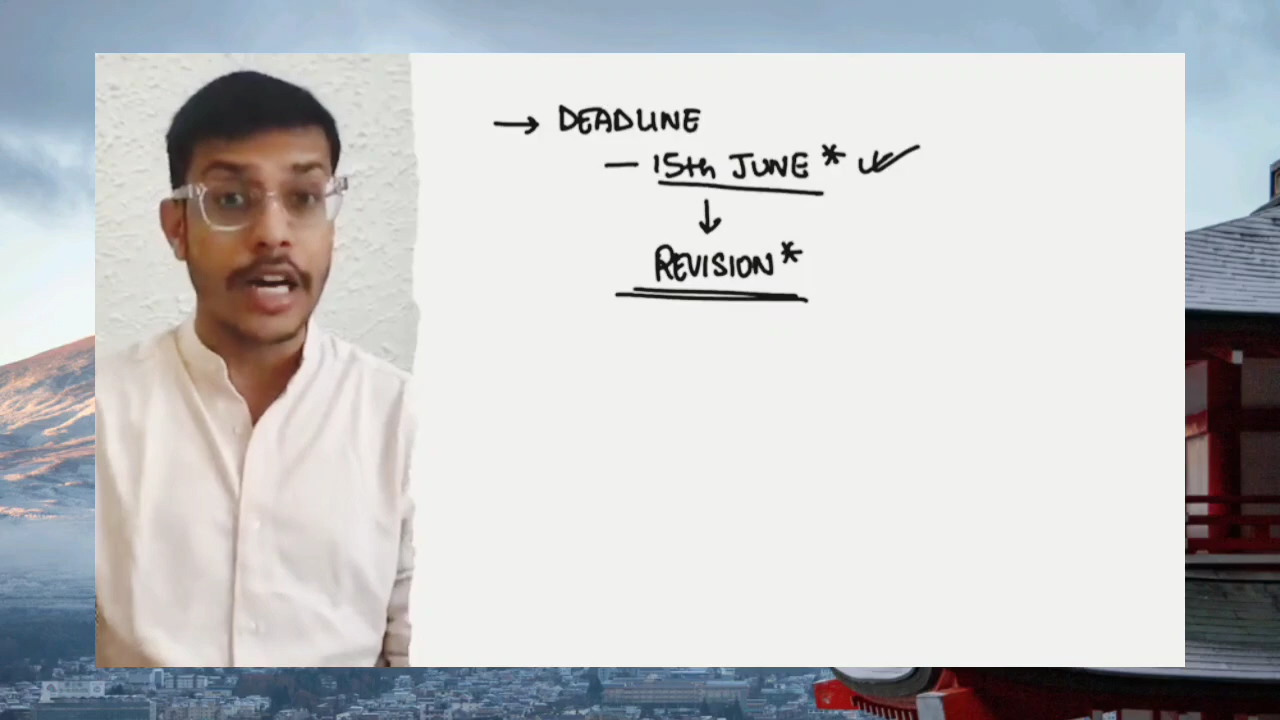 → DEADLINE
— 15th JUNE * ✓
↓
REVISION *